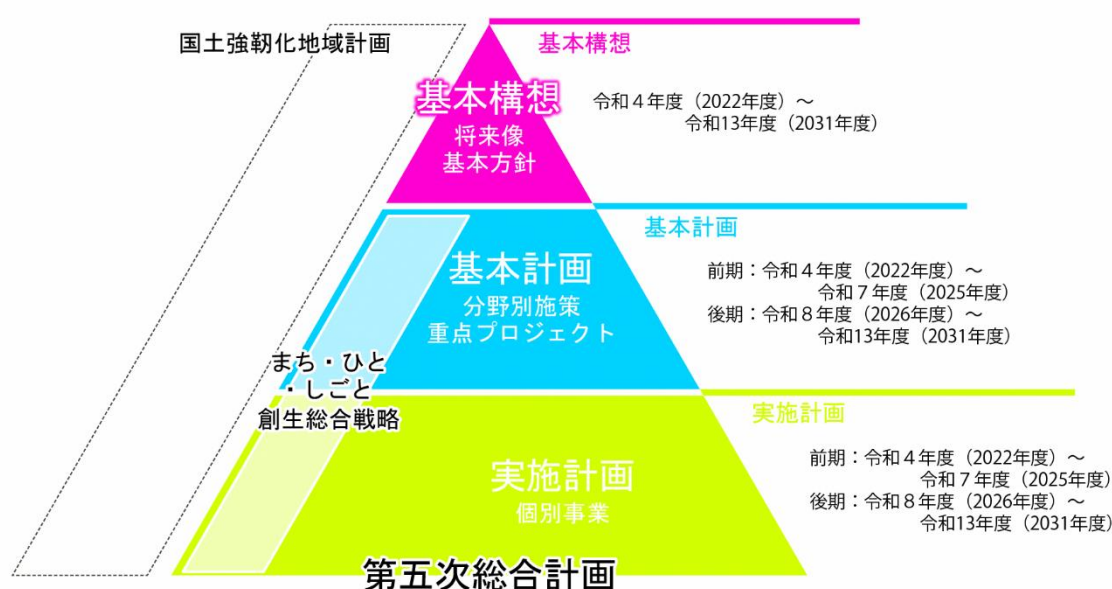 国土強靭化地域計画
基本構想
基本構想
将来像
基本方針
令和４年度（2022年度）～
令和13年度（2031年度）
基本計画
基本計画
分野別施策
重点プロジェクト
前期：令和４年度（2022年度）～
令和７年度（2025年度）
後期：令和８年度（2026年度）～
令和13年度（2031年度）
まち・ひと
・しごと
創生総合戦略
実施計画
実施計画
個別事業
前期：令和４年度（2022年度）～
令和７年度（2025年度）
後期：令和８年度（2026年度）～
令和13年度（2031年度）
第五次総合計画